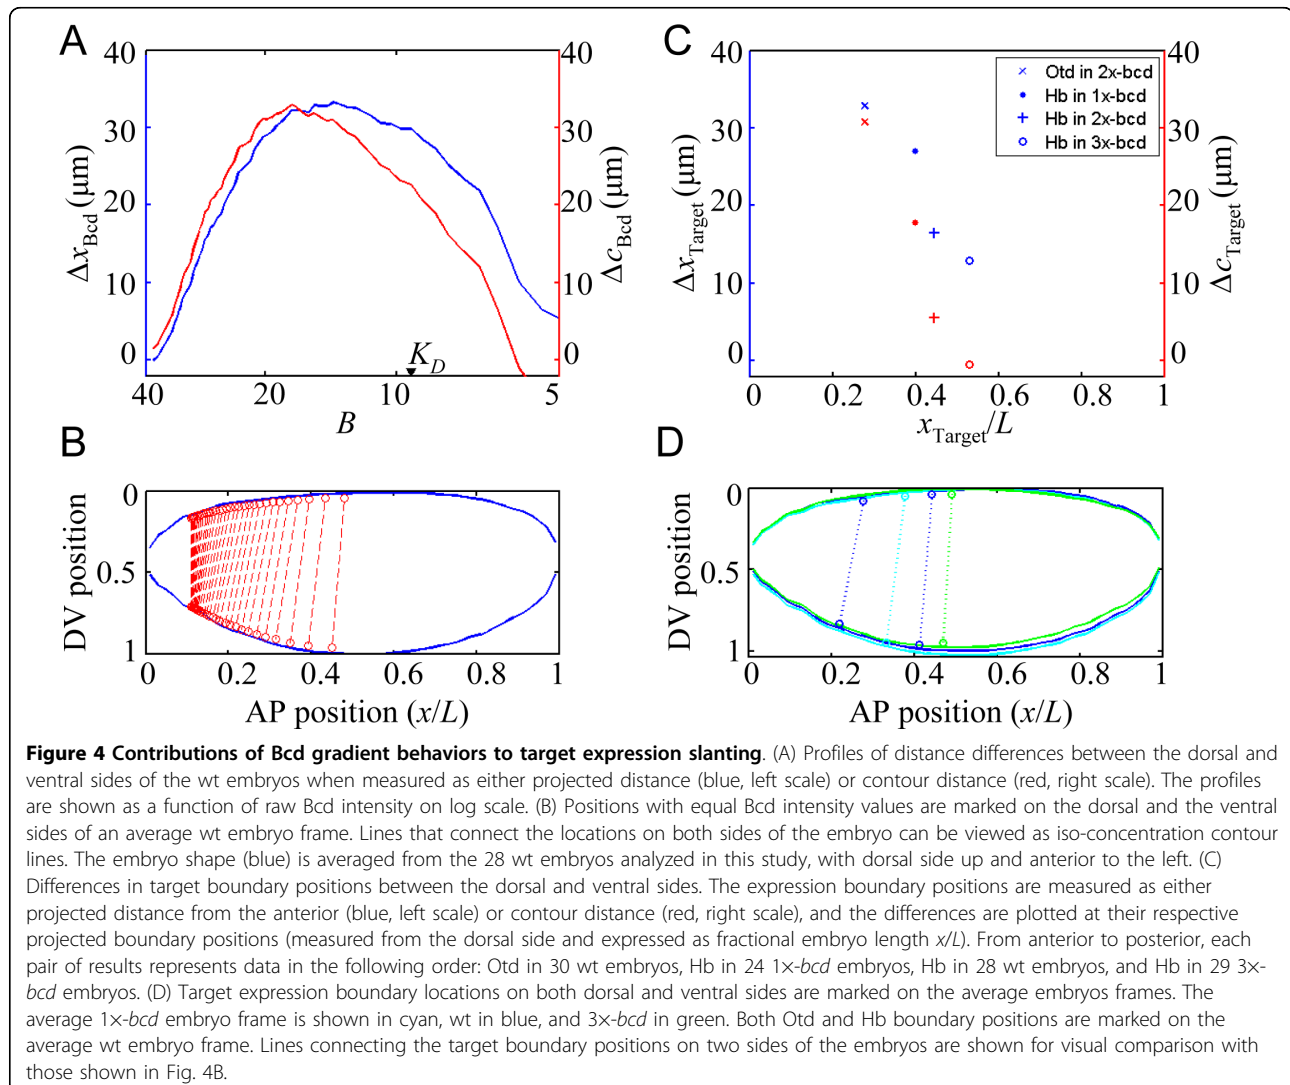 A
40
30
20
10
0
Δx_Bcd (μm)
40
30
20
10
0
Δc_Bcd (μm)
K_D
40
20
10
5
B
C
40
30
20
10
0
Δx_Target (μm)
40
30
20
10
0
Δc_Target (μm)
Otd in 2x-bcd
Hb in 1x-bcd
Hb in 2x-bcd
Hb in 3x-bcd
0
0.2
0.4
0.6
0.8
1
x_Target/L
B
0
0.5
1
DV position
0
0.2
0.4
0.6
0.8
1
AP position (x/L)
D
0
0.5
1
DV position
0
0.2
0.4
0.6
0.8
1
AP position (x/L)
Figure 4 Contributions of Bcd gradient behaviors to target expression slanting. (A) Profiles of distance differences between the dorsal and
ventral sides of the wt embryos when measured as either projected distance (blue, left scale) or contour distance (red, right scale). The profiles
are shown as a function of raw Bcd intensity on log scale. (B) Positions with equal Bcd intensity values are marked on the dorsal and the ventral
sides of an average wt embryo frame. Lines that connect the locations on both sides of the embryo can be viewed as iso-concentration contour
lines. The embryo shape (blue) is averaged from the 28 wt embryos analyzed in this study, with dorsal side up and anterior to the left. (C)
Differences in target boundary positions between the dorsal and ventral sides. The expression boundary positions are measured as either
projected distance from the anterior (blue, left scale) or contour distance (red, right scale), and the differences are plotted at their respective
projected boundary positions (measured from the dorsal side and expressed as fractional embryo length x/L). From anterior to posterior, each
pair of results represents data in the following order: Otd in 30 wt embryos, Hb in 24 1×-bcd embryos, Hb in 28 wt embryos, and Hb in 29 3×-
bcd embryos. (D) Target expression boundary locations on both dorsal and ventral sides are marked on the average embryos frames. The
average 1×-bcd embryo frame is shown in cyan, wt in blue, and 3×-bcd in green. Both Otd and Hb boundary positions are marked on the
average wt embryo frame. Lines connecting the target boundary positions on two sides of the embryos are shown for visual comparison with
those shown in Fig. 4B.